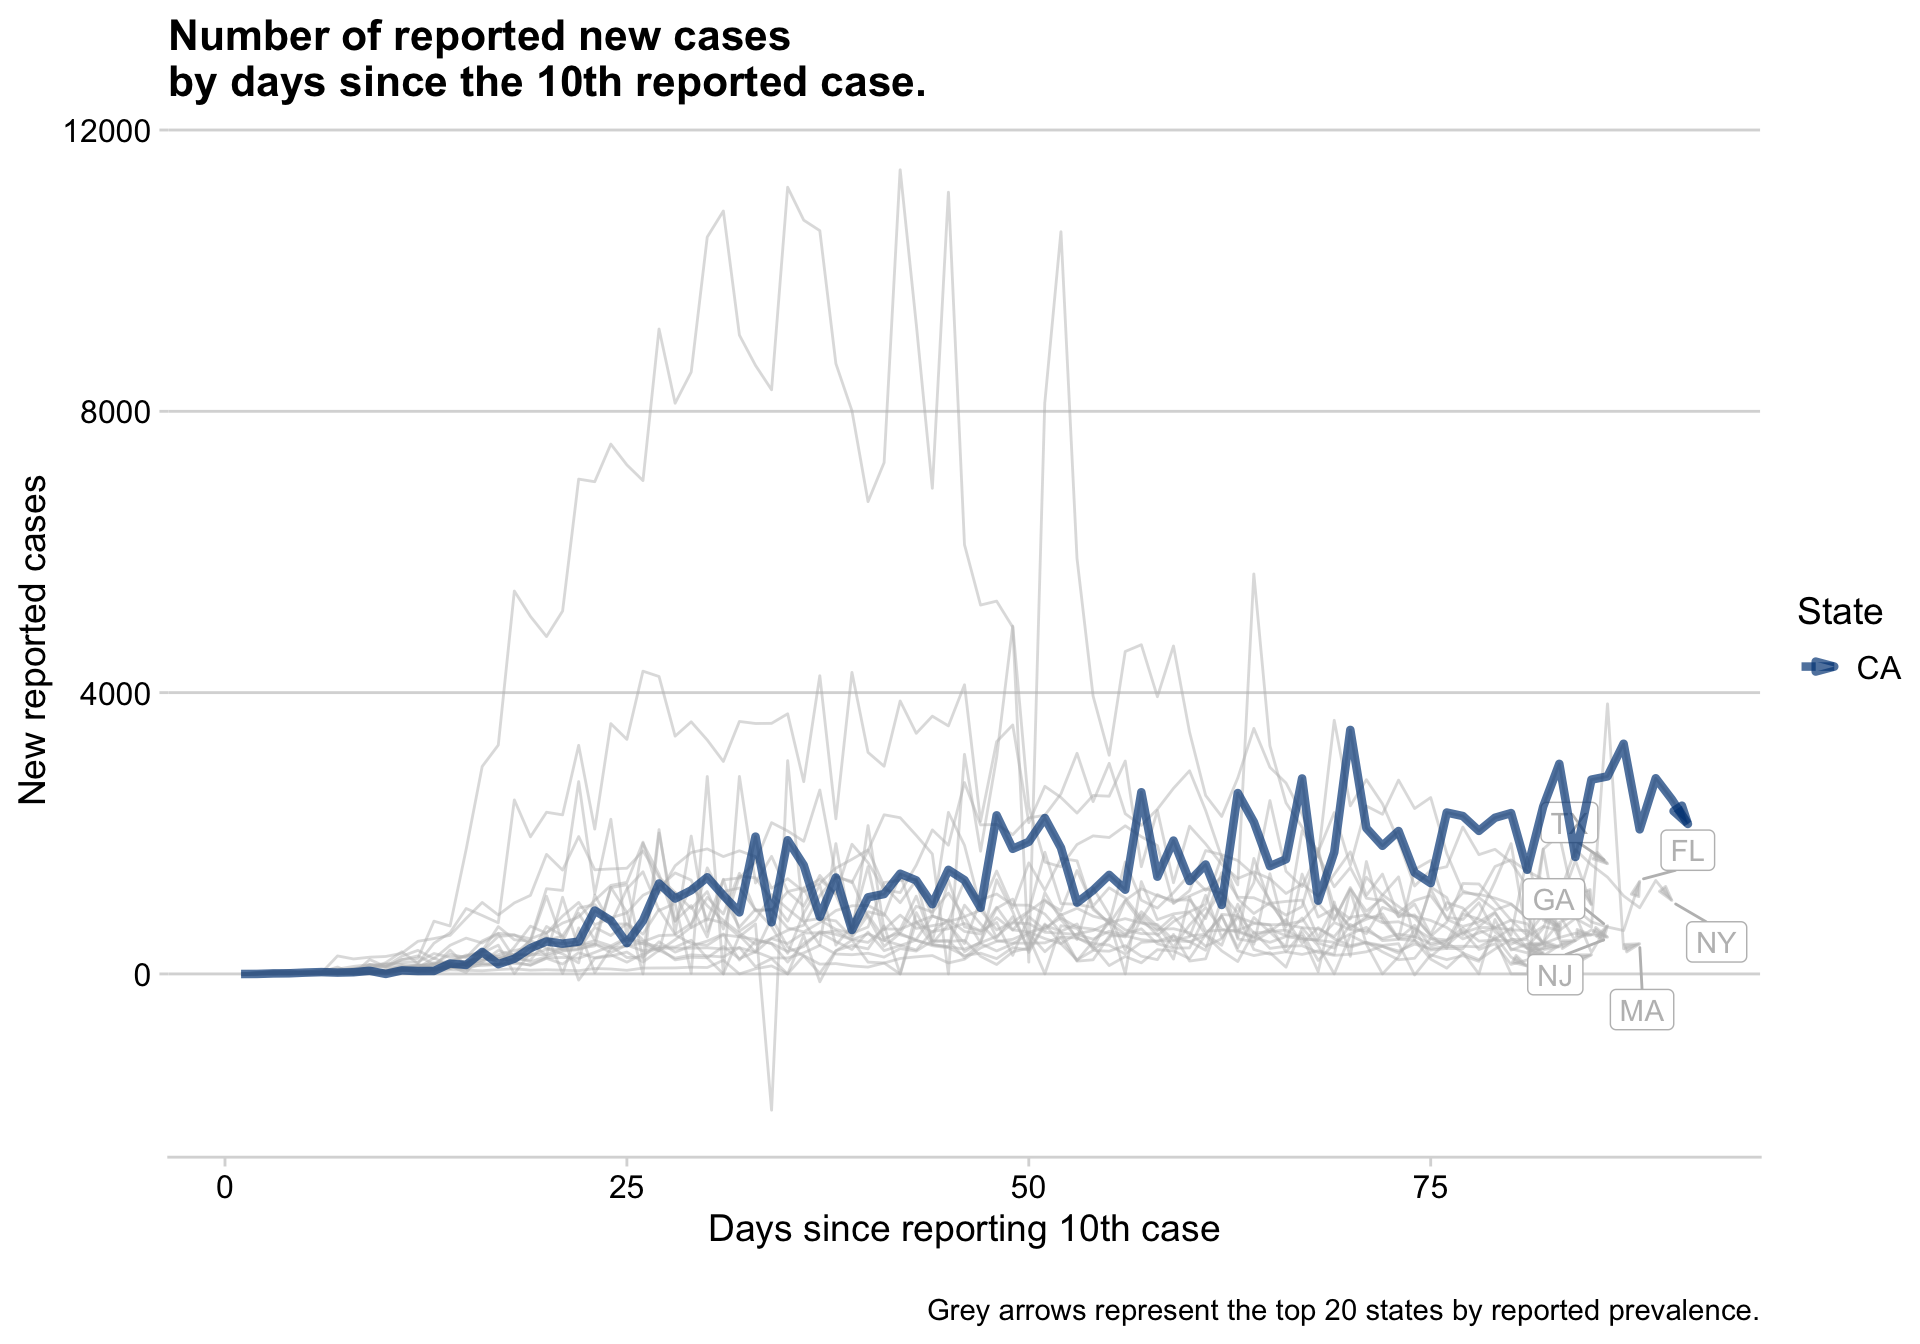 Number of reported new cases
by days since the 10th reported case.
12000
8000
4000
0
New reported cases
State
CA
FL
GA
NY
NJ
MA
0
25
50
75
Days since reporting 10th case
Grey arrows represent the top 20 states by reported prevalence.